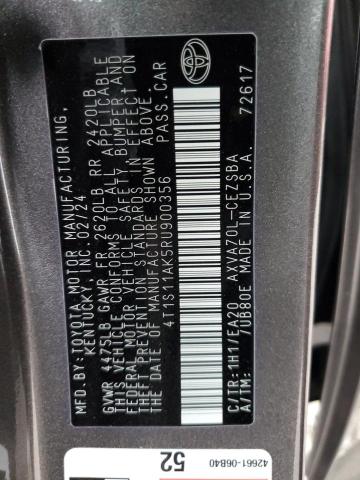 MFD.BY:TOYOTA MOTOR MANUFACTURING,
KENTUCKY, INC. 02/24
GVWR 4475LB GAWR FR 2620LB RR 2420LB
THIS VEHICLE CONFORMS TO ALL APPLICABLE
FEDERAL MOTOR VEHICLE SAFETY, BUMPER, AND
THEFT PREVENTION STANDARDS IN EFFECT ON
THE DATE OF MANUFACTURE SHOWN ABOVE.
4T1S11AK5RU900356 PASS.CAR
C/TR:1H1/EA20 AXVA70L-CEZSBA
A/TM: 7UB80E MADE IN U.S.A. 72617
52
42661-06B40